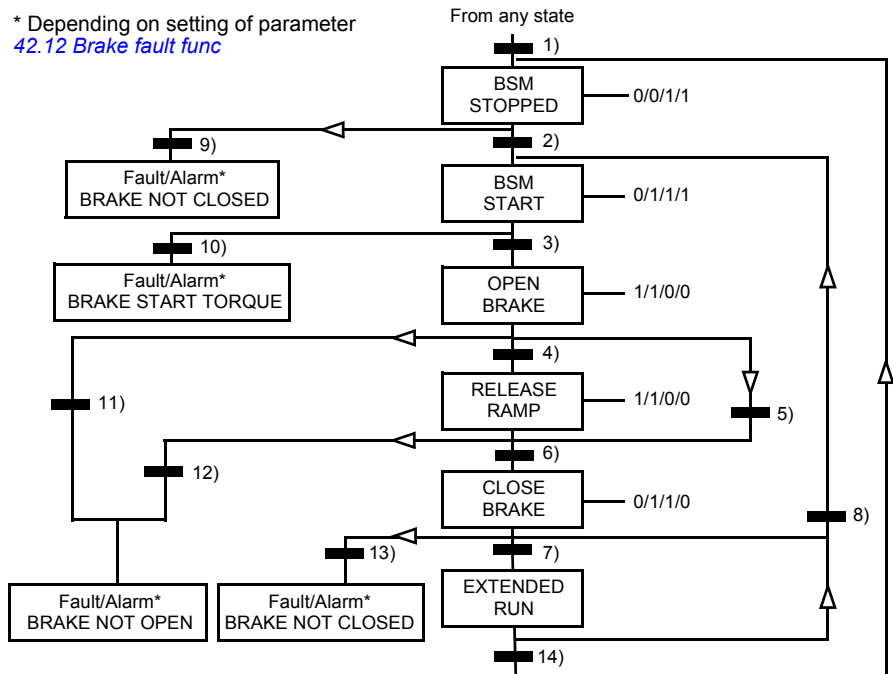 * Depending on setting of parameter
42.12 Brake fault func
From any state
1)
BSM
STOPPED
0/0/1/1
9)
2)
Fault/Alarm*
BRAKE NOT CLOSED
BSM
START
0/1/1/1
10)
3)
Fault/Alarm*
BRAKE START TORQUE
OPEN
BRAKE
1/1/0/0
4)
RELEASE
RAMP
1/1/0/0
11)
5)
12)
6)
CLOSE
BRAKE
0/1/1/0
8)
13)
7)
Fault/Alarm*
BRAKE NOT OPEN
Fault/Alarm*
BRAKE NOT CLOSED
EXTENDED
RUN
14)